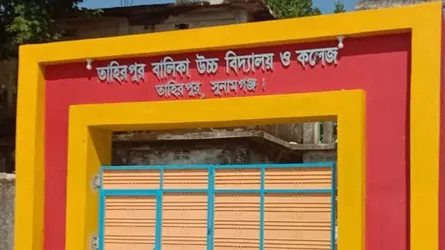 তাহিরপুর বালিকা উচ্চ বিদ্যালয় ও কলেজ
তাহিরপুর, সুনামগঞ্জ।